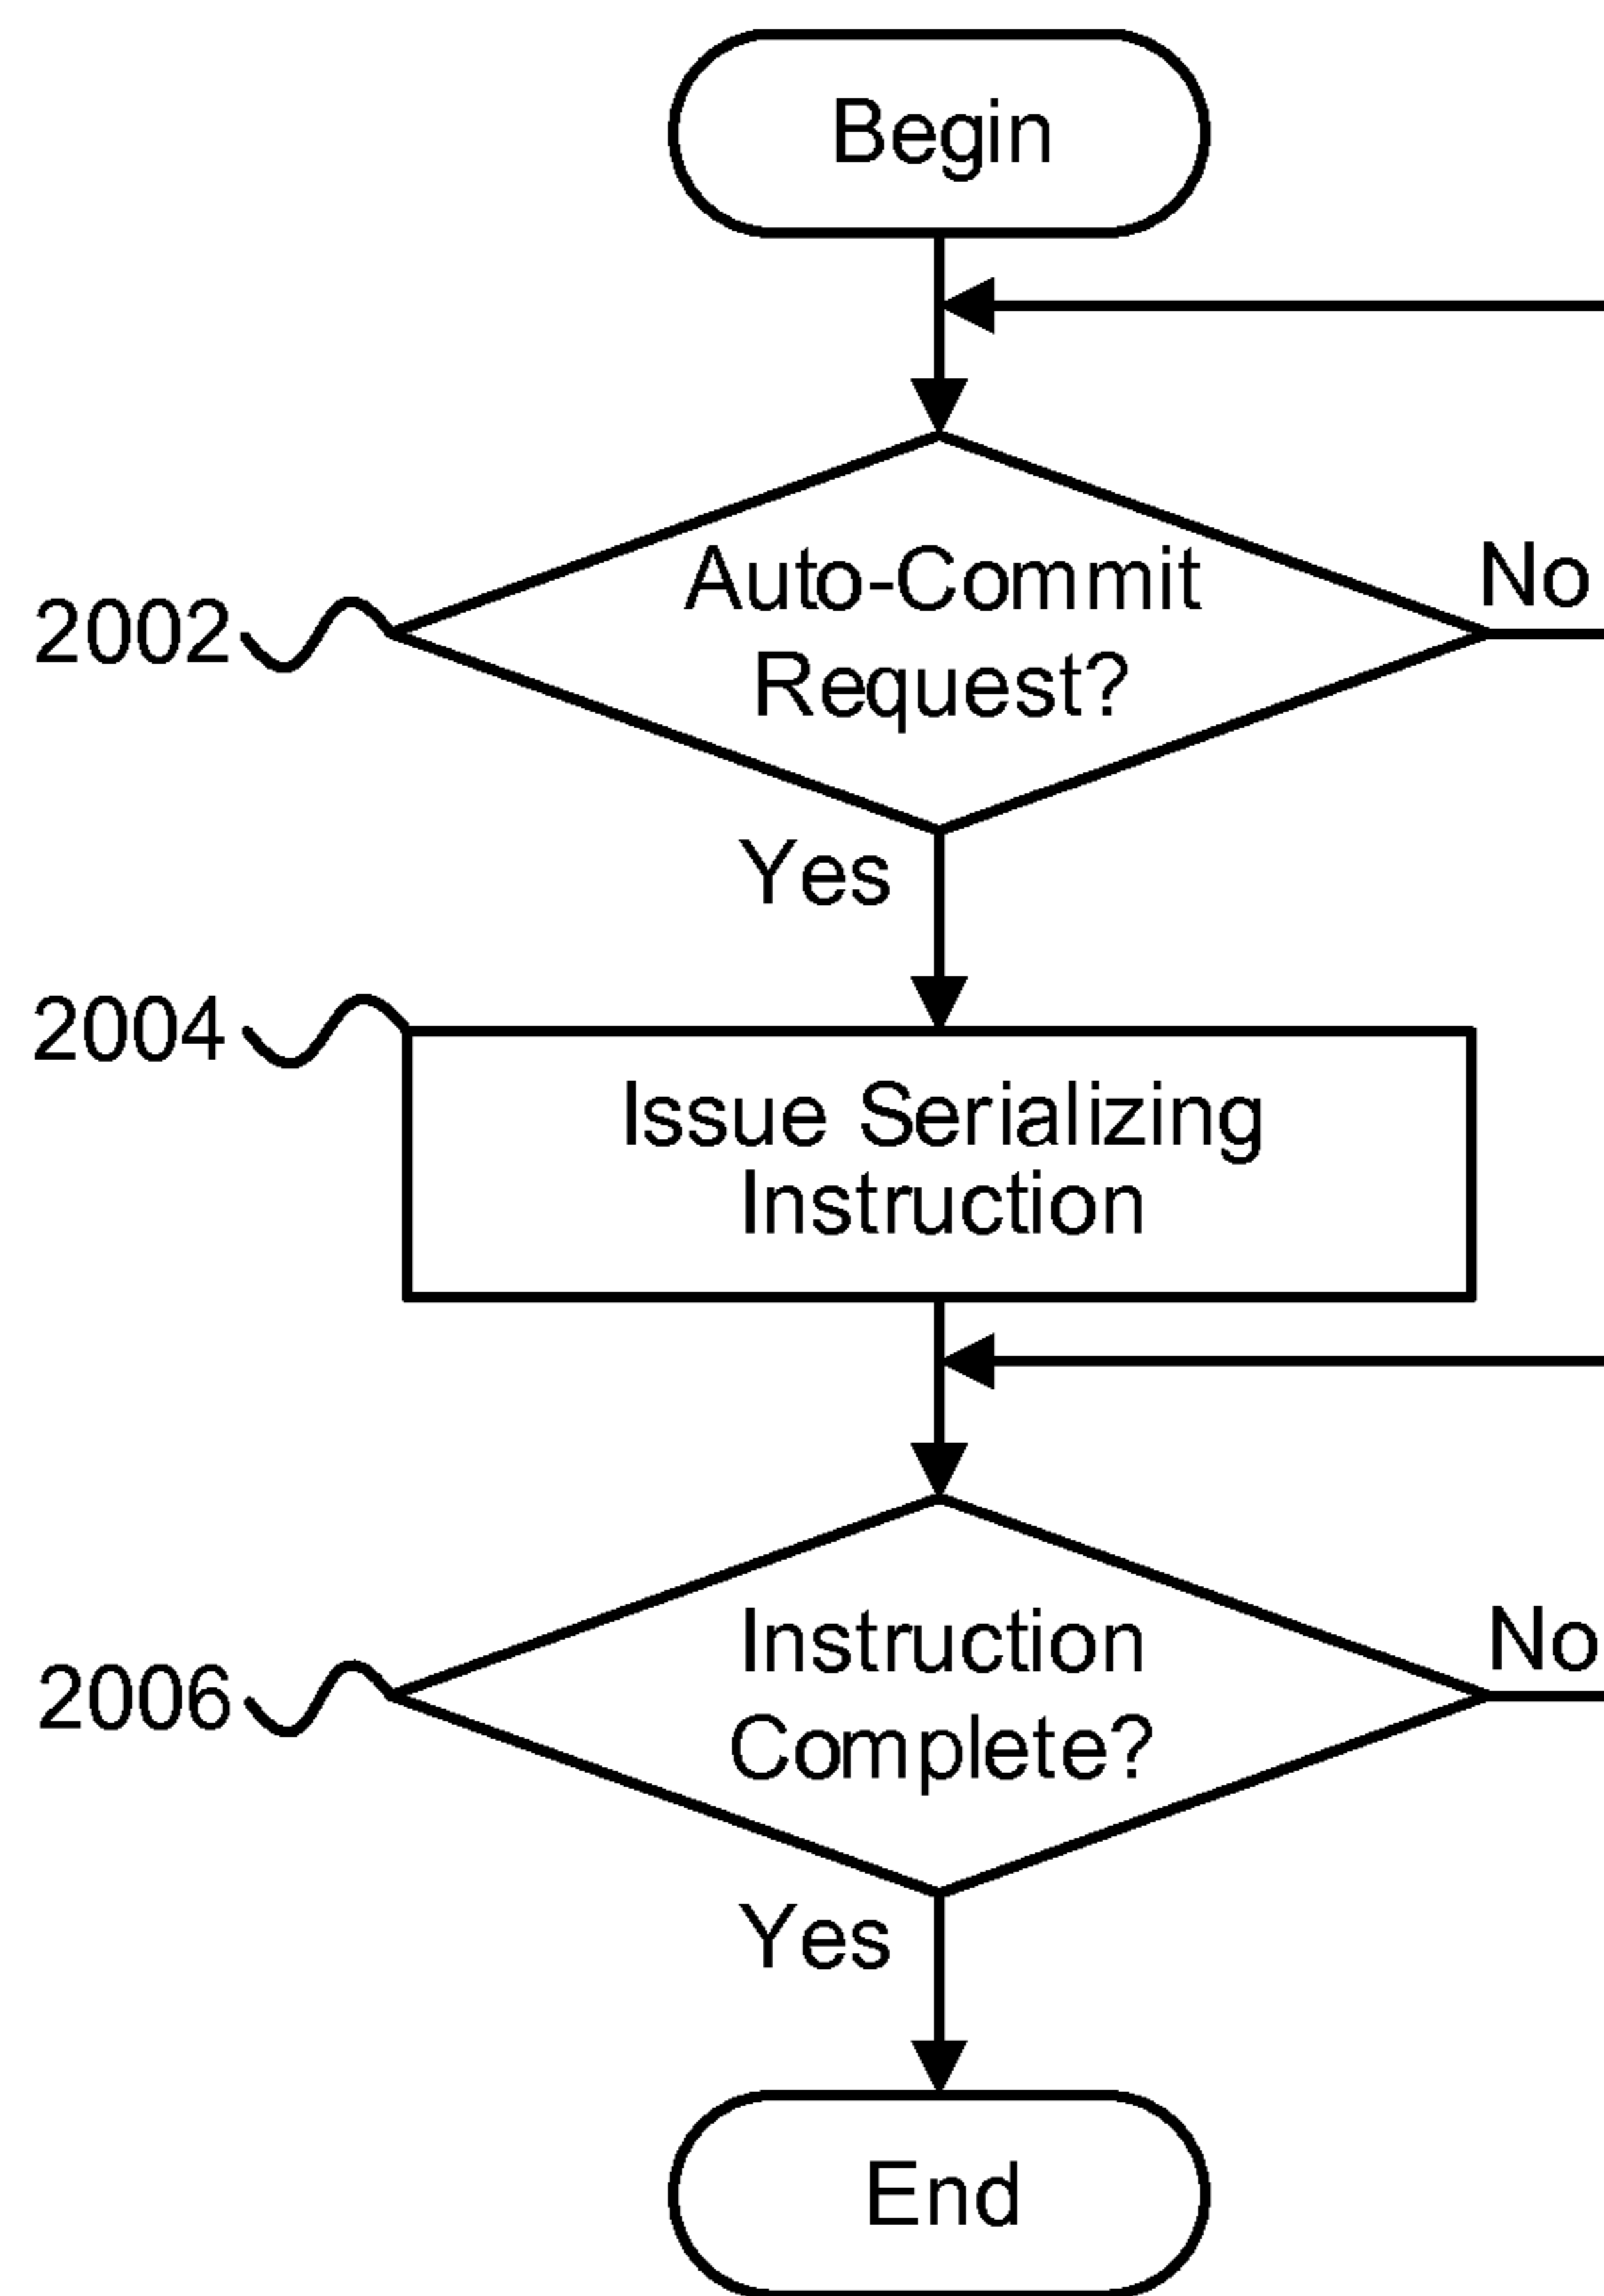 Begin
Auto-Commit
No
2002
Request?
Yes
2004
Issue Serializing
Instruction
Instruction
No
2006
Complete?
Yes
End